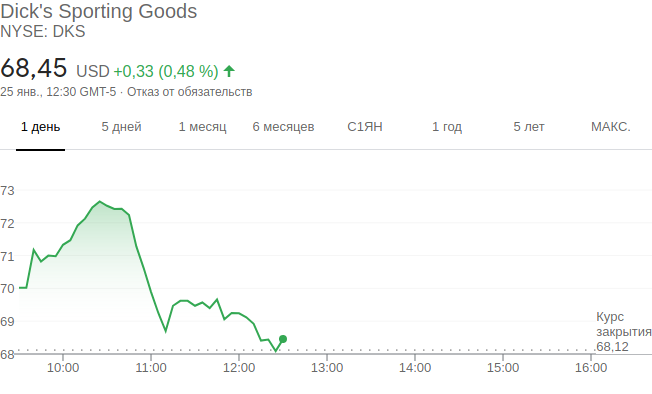 Dick's Sporting Goods
NYSE: DKS
68,45 USD +0,33 (0,48 %)
25 янв., 12:30 GMT-5 · Отказ от обязательств
1 день 5 дней 1 месяц 6 месяцев С1ЯН 1 год 5 лет МАКС.
73
72
71
70
69
68
Курс
закрытия
68,12
10:00 11:00 12:00 13:00 14:00 15:00 16:00